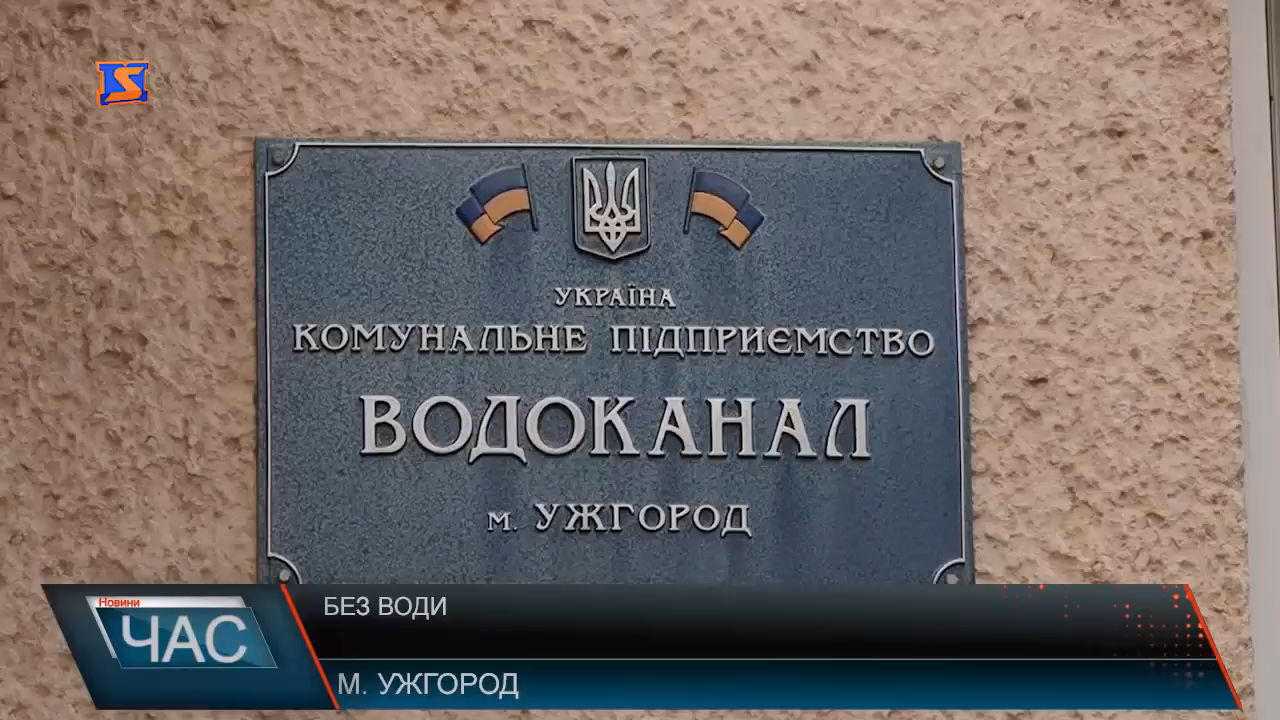 S
УКРАЇНА
КОМУНАЛЬНЕ ПІДПРИЄМСТВО
ВОДОКАНАЛ
м. УЖГОРОД
Новини
ЧАС
БЕЗ ВОДИ
М. УЖГОРОД